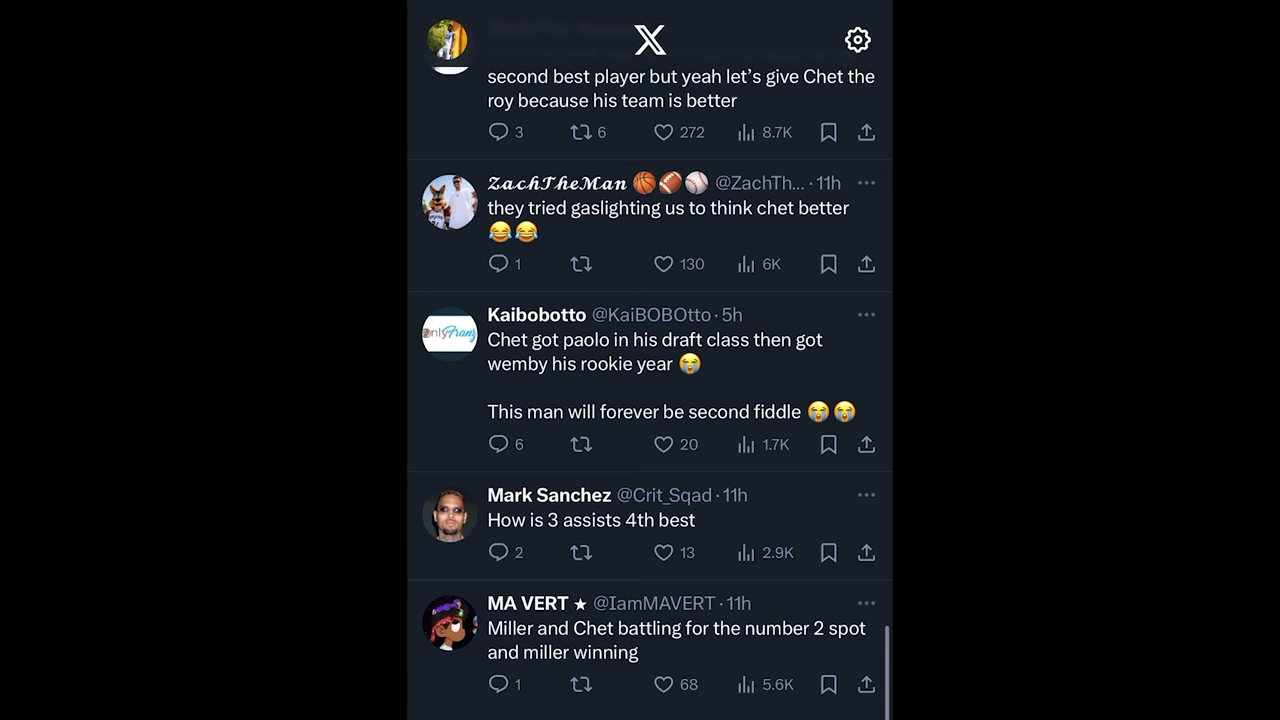 second best player but yeah let’s give Chet the
roy because his team is better
3 6 272 8.7K
𝓩𝓪𝓬𝓱𝓣𝓱𝓮𝓜𝓪𝓷 🏀🏈⚾ @ZachTh... · 11h
they tried gaslighting us to think chet better
😂😂
1 130 6K
Kaibobotto @KaiBOBOtto · 5h
Chet got paolo in his draft class then got
wemby his rookie year 😭
This man will forever be second fiddle 😭😭
6 20 1.7K
Mark Sanchez @Crit_Sqad · 11h
How is 3 assists 4th best
2 13 2.9K
MA VERT ★ @IamMAVERT · 11h
Miller and Chet battling for the number 2 spot
and miller winning
1 68 5.6K